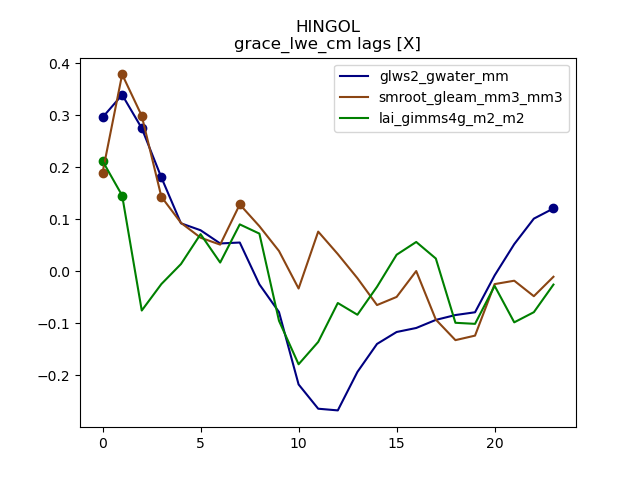 HINGOL
grace_lwe_cm lags [X]
glws2_gwater_mm
smroot_gleam_mm3_mm3
lai_gimms4g_m2_m2
0.4
0.3
0.2
0.1
0.0
−0.1
−0.2
0
5
10
15
20